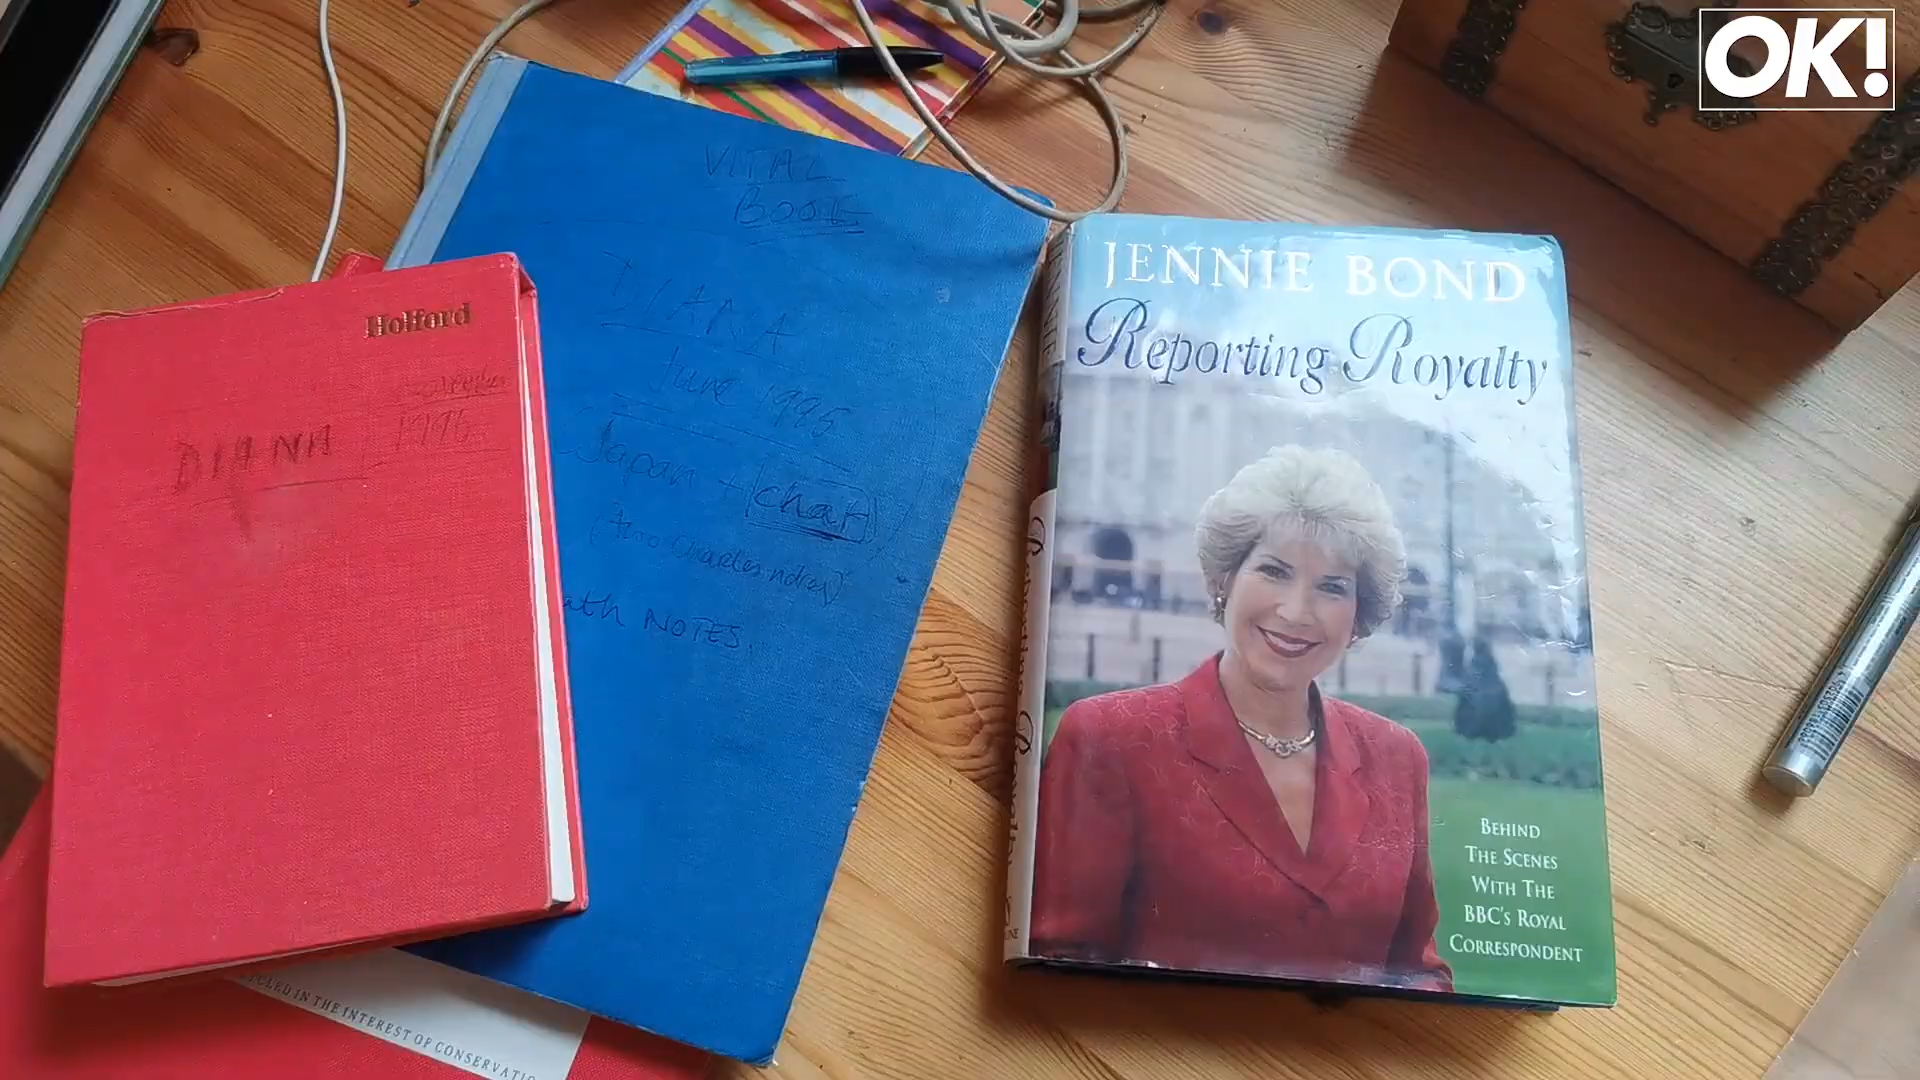 OK!
VITAL
BOOK
DIANA
June 1995
Japan + chat
NOTES.
Holford
DIANA
1996
JENNIE BOND
Reporting Royalty
BEHIND
THE SCENES
WITH THE
BBC'S ROYAL
CORRESPONDENT
IN THE INTEREST OF